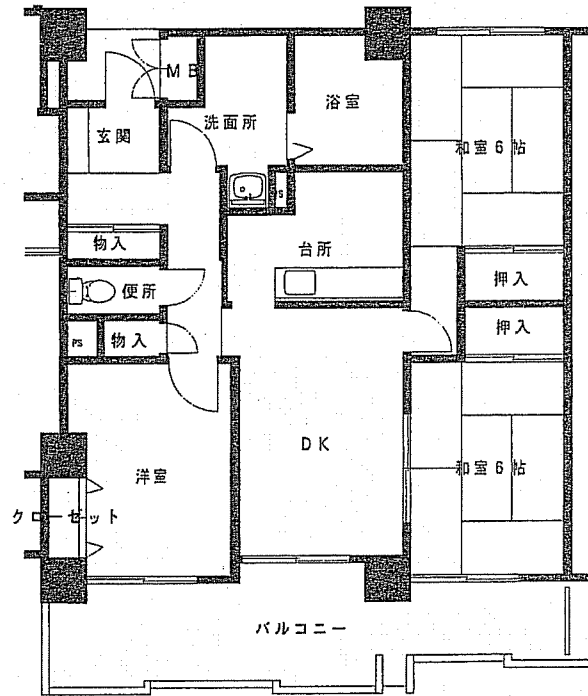 MB
浴室
洗面所
玄関
和室6帖
PS
物入
台所
押入
便所
押入
PS
物入
DK
洋室
和室6帖
クローゼット
バルコニー